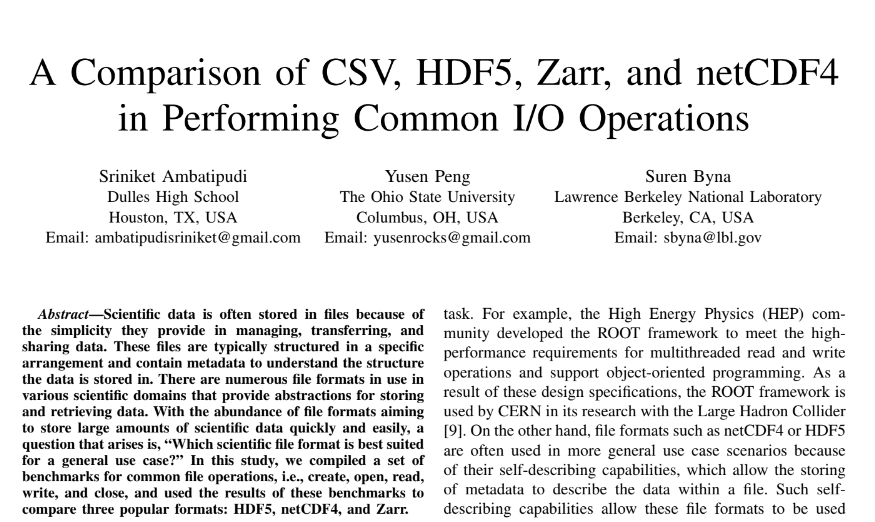 A Comparison of CSV, HDF5, Zarr, and netCDF4
in Performing Common I/O Operations
Sriniket Ambatipudi
Dulles High School
Houston, TX, USA
Email: ambatipudisriniket@gmail.com
Yusen Peng
The Ohio State University
Columbus, OH, USA
Email: yusenrocks@gmail.com
Suren Byna
Lawrence Berkeley National Laboratory
Berkeley, CA, USA
Email: sbyna@lbl.gov
Abstract—Scientific data is often stored in files because of
the simplicity they provide in managing, transferring, and
sharing data. These files are typically structured in a specific
arrangement and contain metadata to understand the structure
the data is stored in. There are numerous file formats in use in
various scientific domains that provide abstractions for storing
and retrieving data. With the abundance of file formats aiming
to store large amounts of scientific data quickly and easily, a
question that arises is, “Which scientific file format is best suited
for a general use case?” In this study, we compiled a set of
benchmarks for common file operations, i.e., create, open, read,
write, and close, and used the results of these benchmarks to
compare three popular formats: HDF5, netCDF4, and Zarr.
task. For example, the High Energy Physics (HEP) com-
munity developed the ROOT framework to meet the high-
performance requirements for multithreaded read and write
operations and support object-oriented programming. As a
result of these design specifications, the ROOT framework is
used by CERN in its research with the Large Hadron Collider
[9]. On the other hand, file formats such as netCDF4 or HDF5
are often used in more general use case scenarios because
of their self-describing capabilities, which allow the storing
of metadata to describe the data within a file. Such self-
describing capabilities allow these file formats to be used